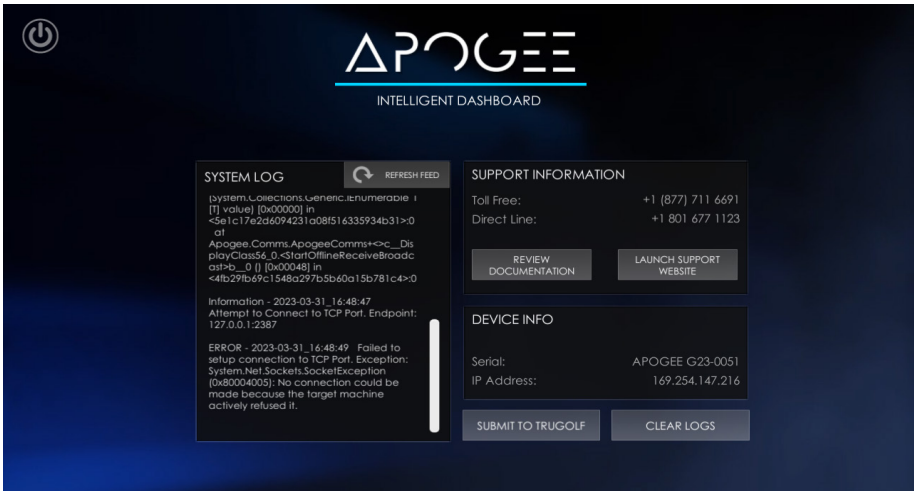 APOGEE
INTELLIGENT DASHBOARD
SYSTEM LOG
REFRESH FEED
(System.Collections.Generic.IEnumerable`1
[T] value) [0x00000] in
<5e1c17e2d6094231a08f516335934b31>:0
at
Apogee.Comms.ApogeeComms+<>c__Dis
playClass56_0.<StartOfflineReceiveBroadc
ast>b__0 () [0x00048] in
<4fb29fb69c1548a297b5b60a15b781c4>:0
Information - 2023-03-31_16:48:47
Attempt to Connect to TCP Port. Endpoint:
127.0.0.1:2387
ERROR - 2023-03-31_16:48:49 Failed to
setup connection to TCP Port. Exception:
System.Net.Sockets.SocketException
(0x80004005): No connection could be
made because the target machine
actively refused it.
SUPPORT INFORMATION
Toll Free: +1 (877) 711 6691
Direct Line: +1 801 677 1123
REVIEW
DOCUMENTATION
LAUNCH SUPPORT
WEBSITE
DEVICE INFO
Serial: APOGEE G23-0051
IP Address: 169.254.147.216
SUBMIT TO TRUGOLF
CLEAR LOGS